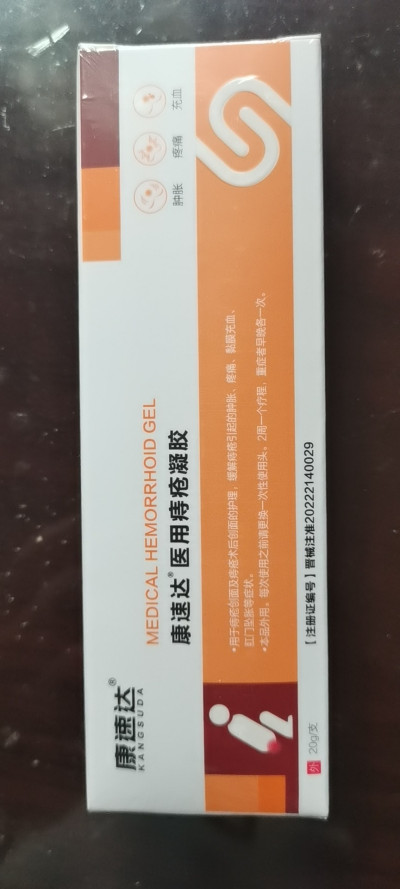 康速达®
KANGSUDA
MEDICAL HEMORRHOID GEL
康速达®医用痔疮凝胶
肿胀
疼痛
充血
•用于痔疮创面及痔疮术后创面的护理，缓解痔疮引起的肿胀、疼痛、黏膜充血、
肛门坠胀等症状。
•本品外用，每次使用之前请更换一次性使用头，2周一个疗程，重症者早晚各一次。
外 20g/支
【注册证编号】晋械注准20222140029